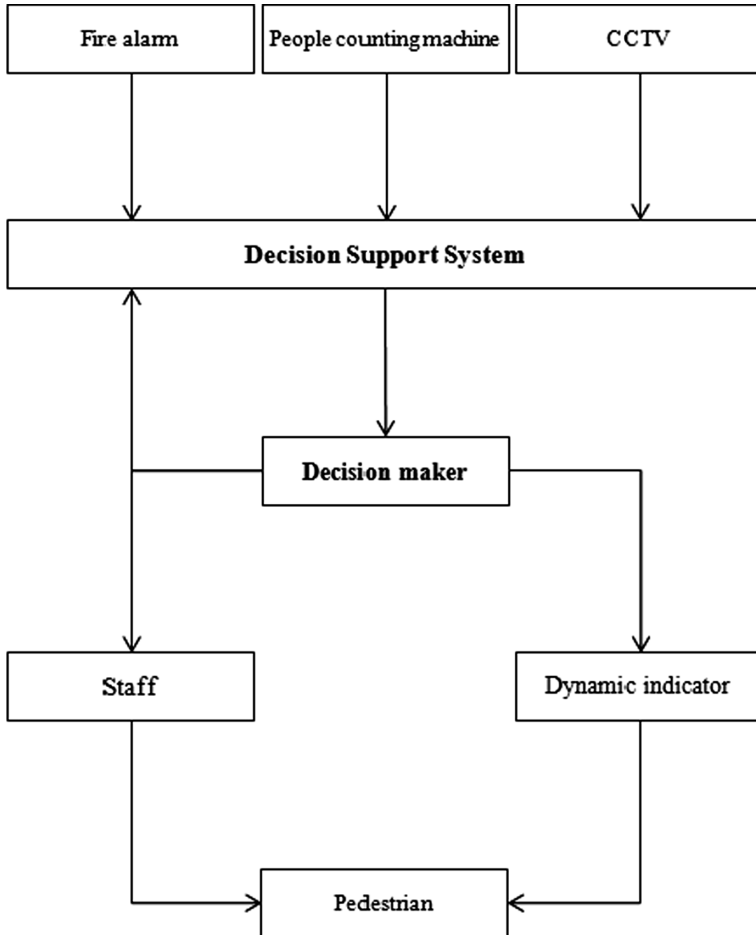 Fire alarm
People counting machine
CCTV
Decision Support System
Decision maker
Staff
Dynamic indicator
Pedestrian